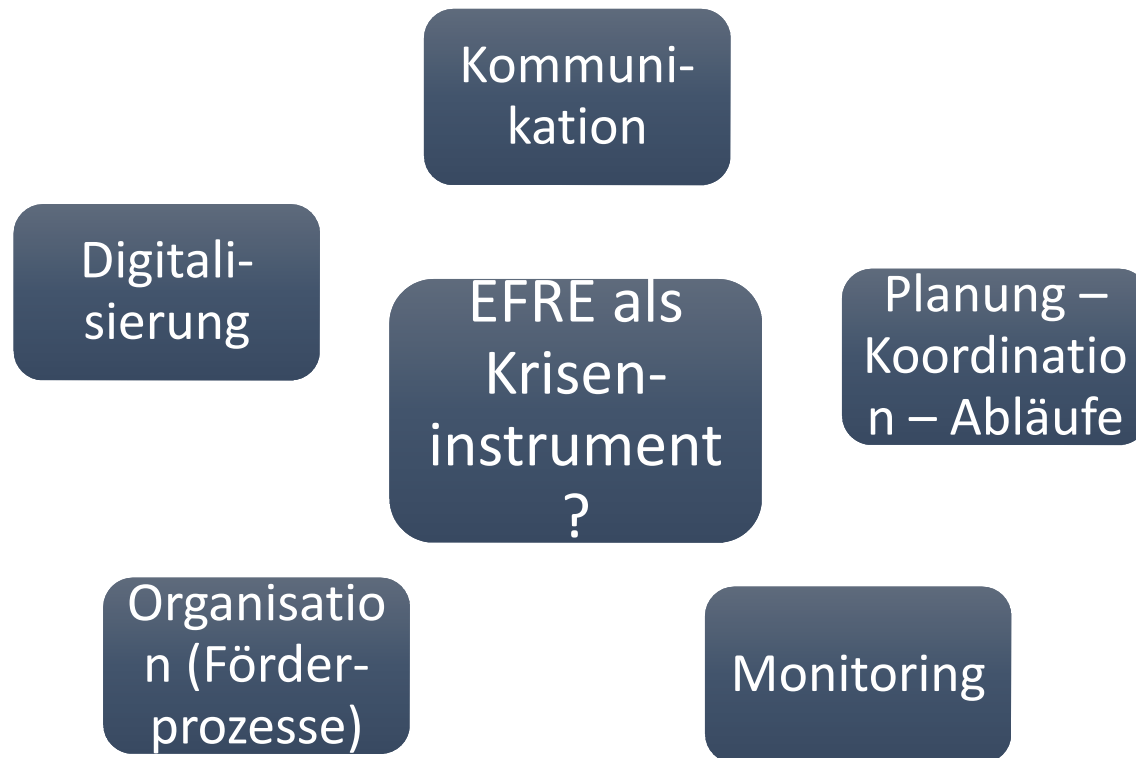 Kommuni-
kation
Digitali-
sierung
EFRE als
Krisen-
instrument
?
Planung –
Koordinatio
n – Abläufe
Organisatio
n (Förder-
prozesse)
Monitoring